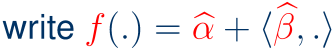 write f(.) = α̂ + ⟨β̂, .⟩